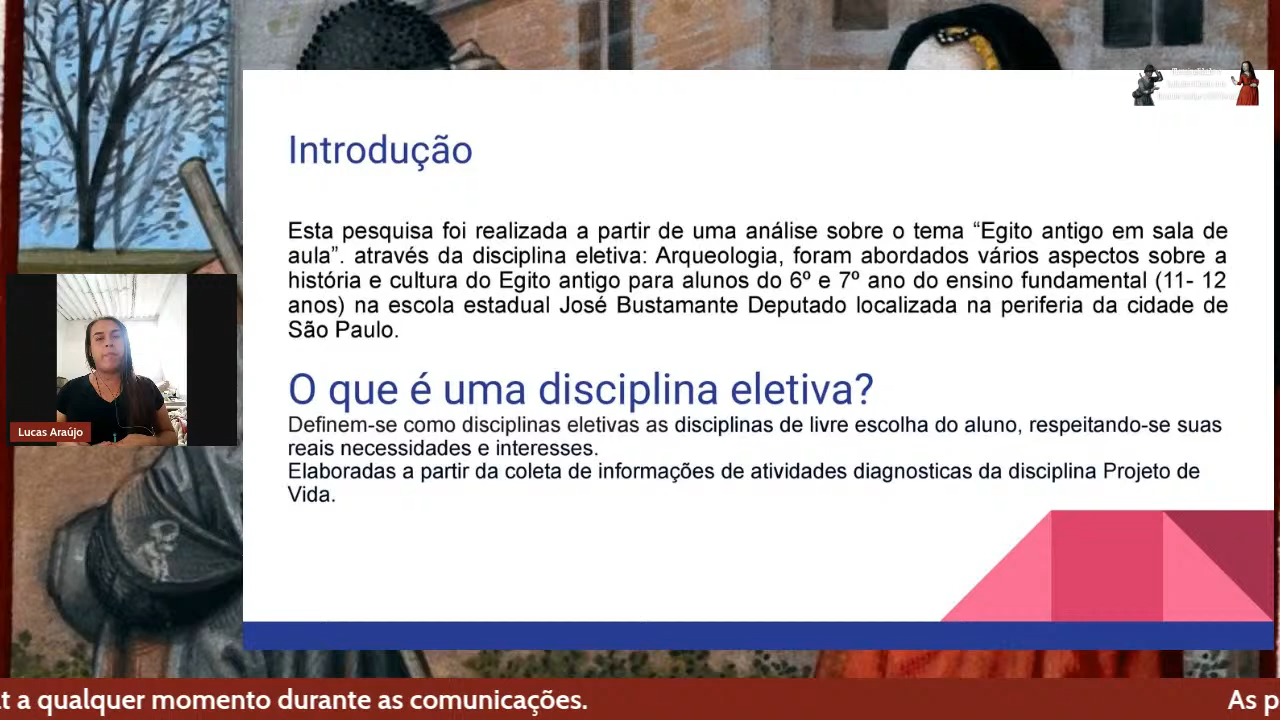 Introdução
Esta pesquisa foi realizada a partir de uma análise sobre o tema “Egito antigo em sala de
aula”. através da disciplina eletiva: Arqueologia, foram abordados vários aspectos sobre a
história e cultura do Egito antigo para alunos do 6º e 7º ano do ensino fundamental (11- 12
anos) na escola estadual José Bustamante Deputado localizada na periferia da cidade de
São Paulo.
O que é uma disciplina eletiva?
Definem-se como disciplinas eletivas as disciplinas de livre escolha do aluno, respeitando-se suas
reais necessidades e interesses.
Elaboradas a partir da coleta de informações de atividades diagnosticas da disciplina Projeto de
Vida.
Lucas Araújo
t a qualquer momento durante as comunicações.
As p